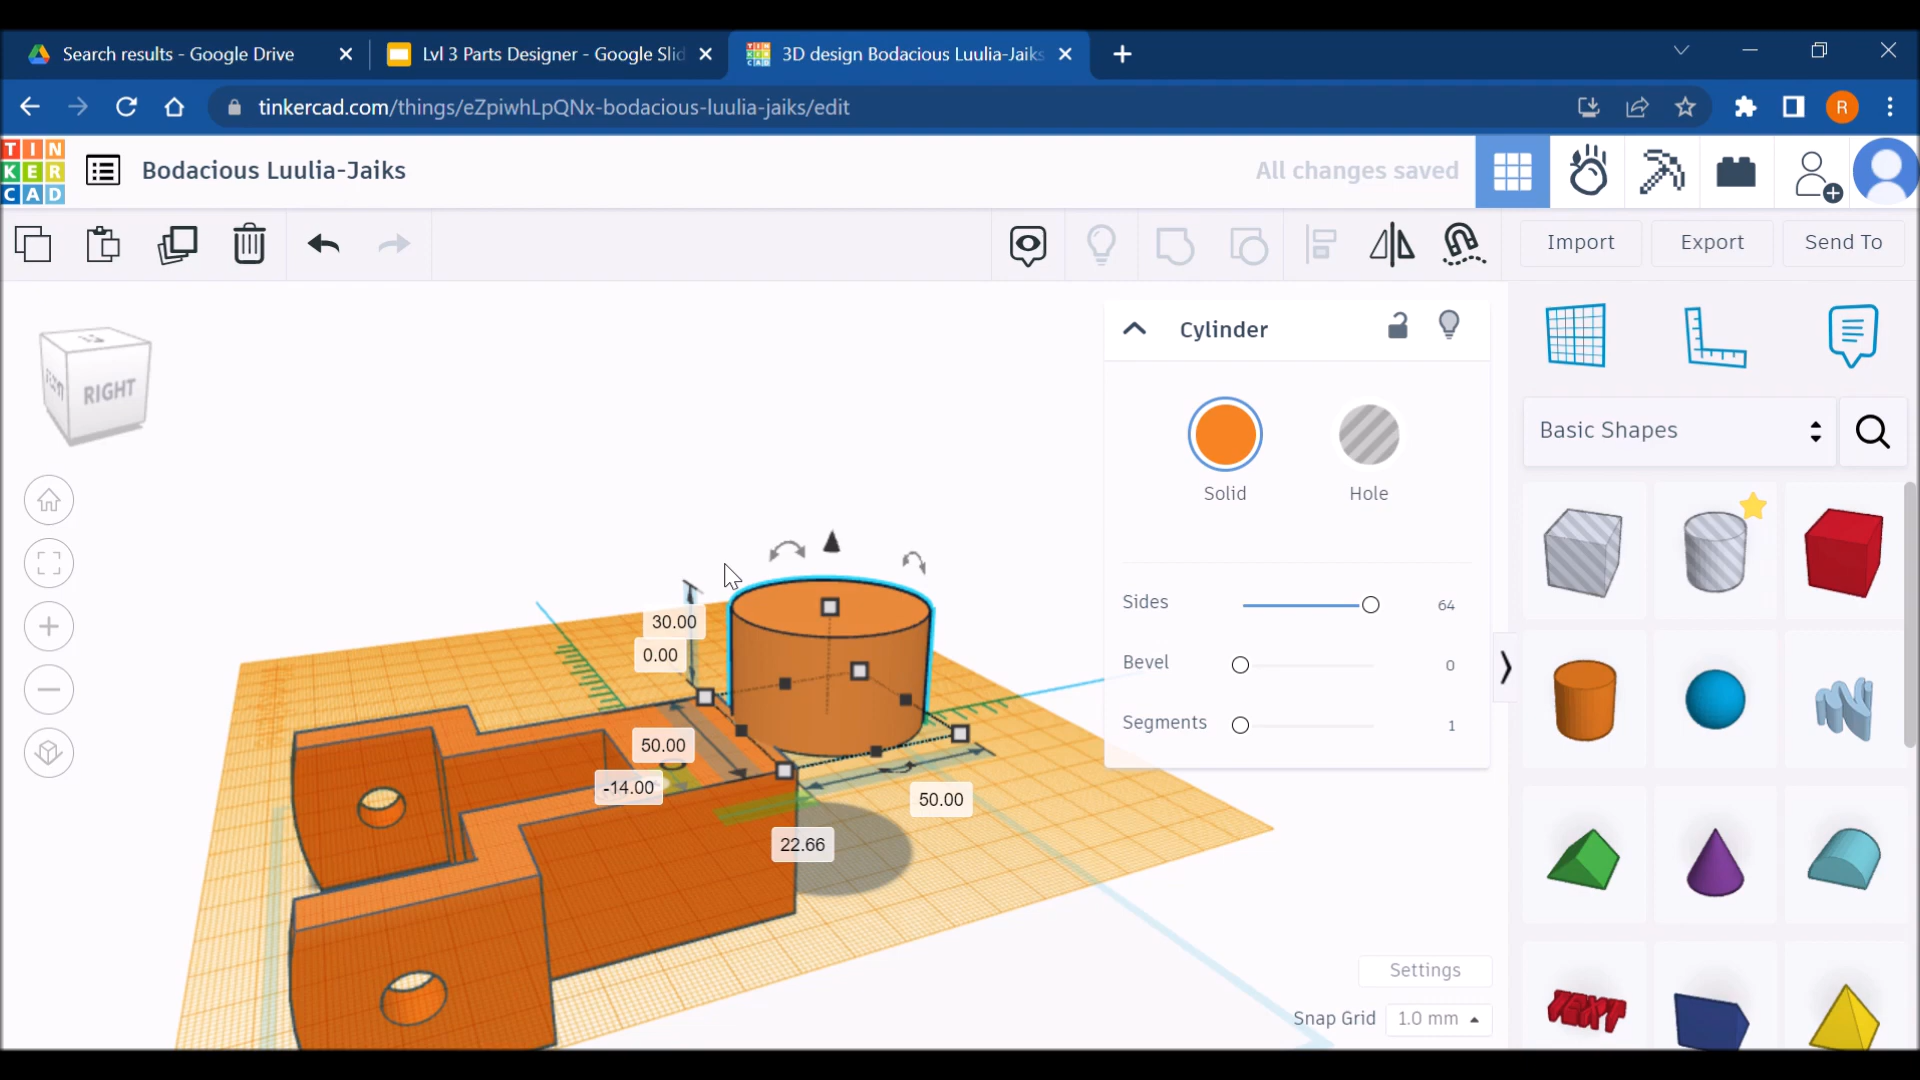 Search results - Google Drive
Lvl 3 Parts Designer - Google Slid
3D design Bodacious Luulia-Jaiks
tinkercad.com/things/eZpiwhLpQNx-bodacious-luulia-jaiks/edit
R
TIN
KER
CAD
Bodacious Luulia-Jaiks
All changes saved
Import
Export
Send To
RIGHT
Cylinder
Solid
Hole
Sides
64
Bevel
0
Segments
1
Basic Shapes
30.00
0.00
50.00
-14.00
50.00
22.66
TEXT
Settings
Snap Grid
1.0 mm